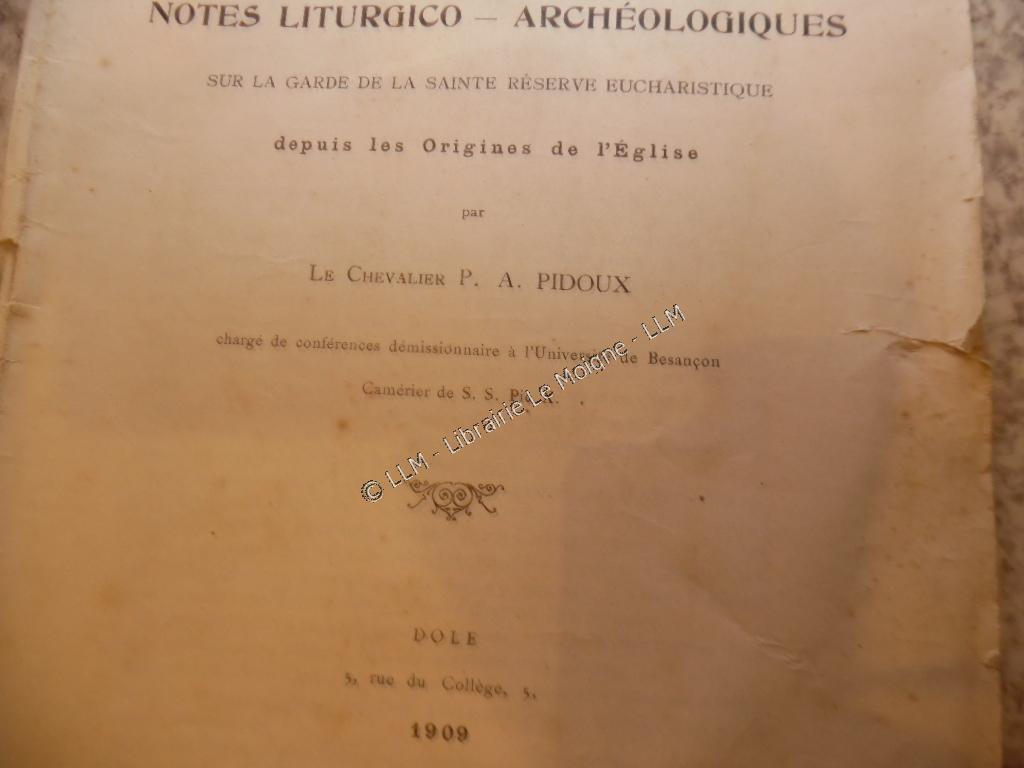 NOTES LITURGICO — ARCHÉOLOGIQUES
SUR LA GARDE DE LA SAINTE RÉSERVE EUCHARISTIQUE
depuis les Origines de l'Église
par
LE CHEVALIER P. A. PIDOUX
chargé de conférences démissionnaire à l'Université de Besançon
Camérier de S. S.
© LLM - Librairie Le Moigne - LLM
DOLE
5, rue du Collège, 5,
1909